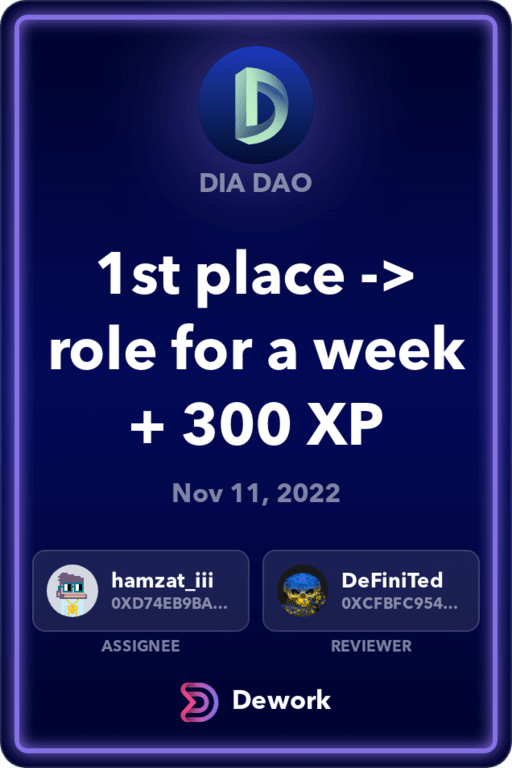 DIA DAO
1st place ->
role for a week
+ 300 XP
Nov 11, 2022
hamzat_iii
0XD74EB9BA...
ASSIGNEE
DeFiniTed
0XCFBFC954...
REVIEWER
Dework